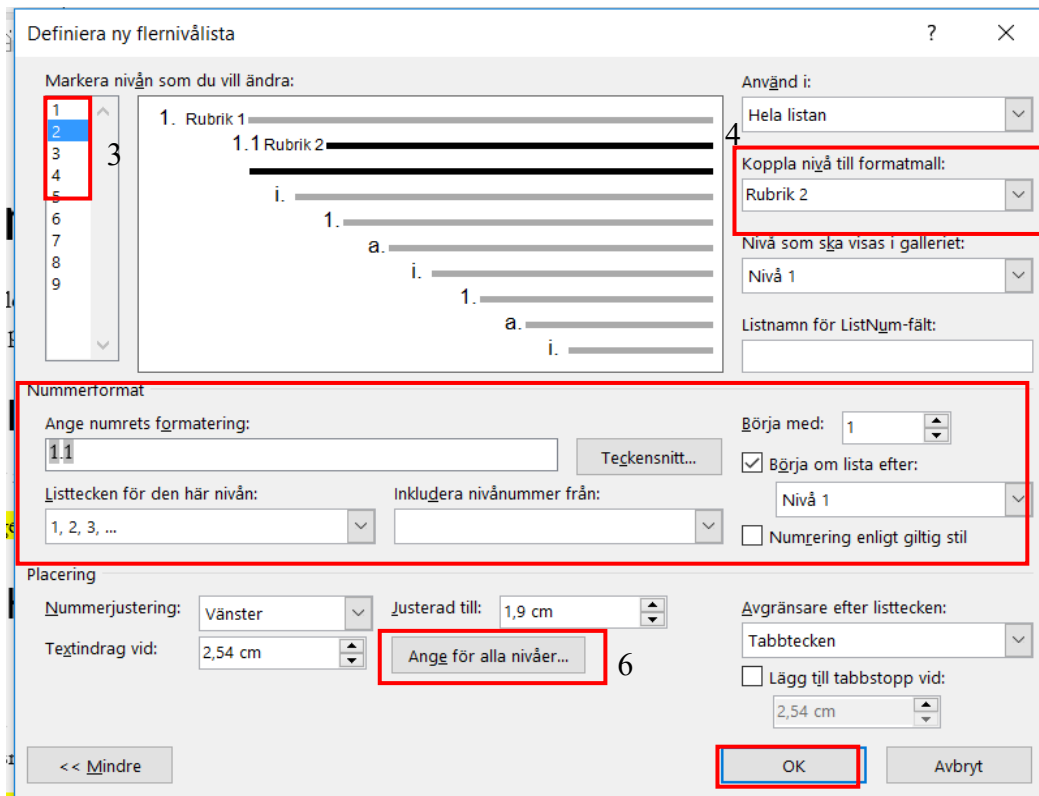 Definiera ny flernivålista
? X
Markera nivån som du vill ändra:
1
2
3
4
5
6
7
8
9
3
1. Rubrik 1
1.1 Rubrik 2
i.
1.
a.
i.
1.
a.
i.
Använd i:
Hela listan
4
Koppla nivå till formatmall:
Rubrik 2
Nivå som ska visas i galleriet:
Nivå 1
Listnamn för ListNum-fält:
Nummerformat
Ange numrets formatering:
1.1
Teckensnitt...
Börja med: 1
Börja om lista efter:
Nivå 1
Listtecken för den här nivån:
1, 2, 3, ...
Inkludera nivånummer från:
Numrering enligt giltig stil
Placering
Nummerjustering: Vänster
Justerad till: 1,9 cm
Textindrag vid: 2,54 cm
Ange för alla nivåer...
6
Avgränsare efter listtecken:
Tabbtecken
Lägg till tabbstopp vid:
2,54 cm
<< Mindre
OK
Avbryt